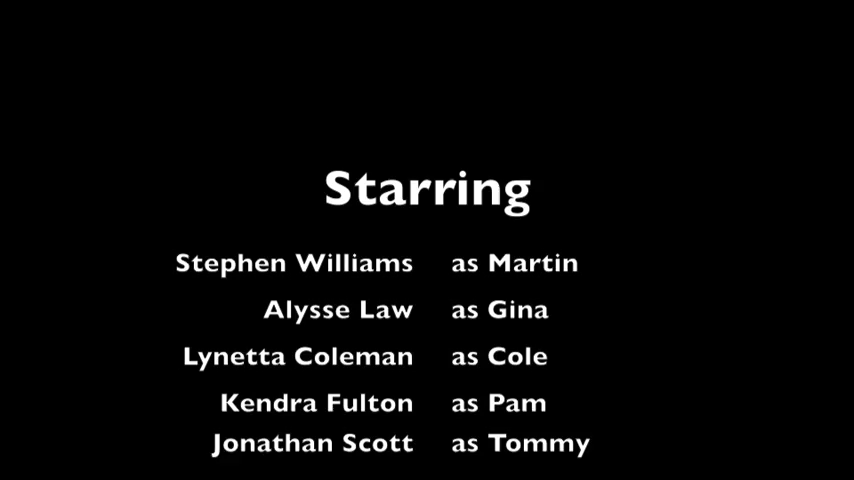 Starring
Stephen Williams as Martin
Alysse Law as Gina
Lynetta Coleman as Cole
Kendra Fulton as Pam
Jonathan Scott as Tommy